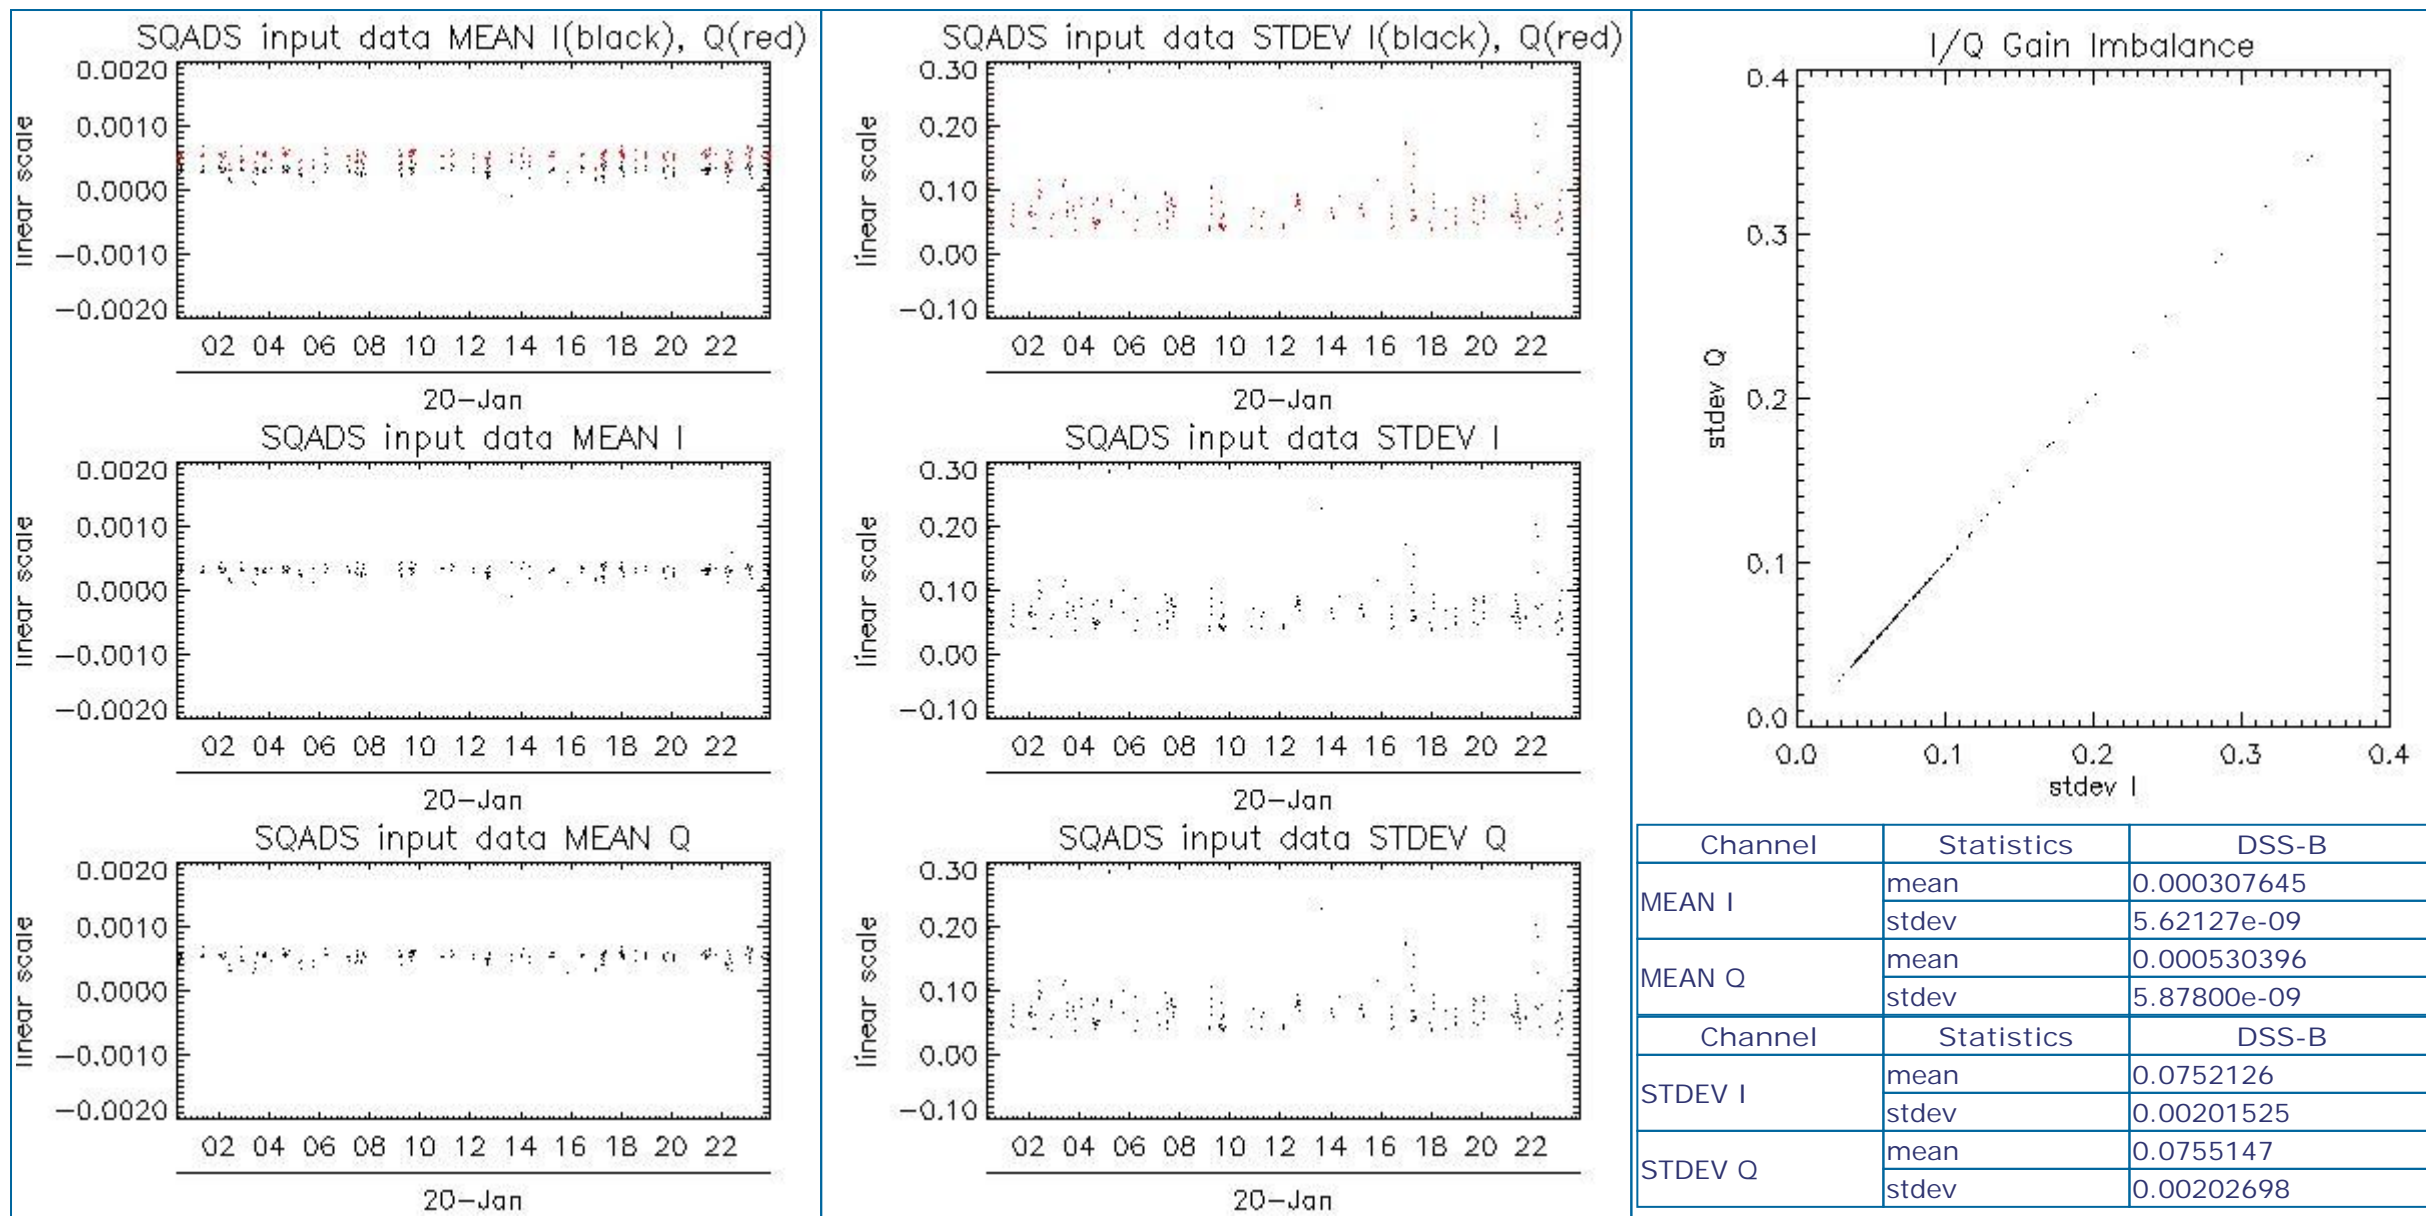 SQADS input data MEAN I(black), Q(red)
linear scale
0.0020
0.0010
0.0000
−0.0010
−0.0020
02 04 06 08 10 12 14 16 18 20 22
20−Jan
SQADS input data MEAN I
linear scale
0.0020
0.0010
0.0000
−0.0010
−0.0020
02 04 06 08 10 12 14 16 18 20 22
20−Jan
SQADS input data MEAN Q
linear scale
0.0020
0.0010
0.0000
−0.0010
−0.0020
02 04 06 08 10 12 14 16 18 20 22
20−Jan
SQADS input data STDEV I(black), Q(red)
linear scale
0.30
0.20
0.10
0.00
−0.10
02 04 06 08 10 12 14 16 18 20 22
20−Jan
SQADS input data STDEV I
linear scale
0.30
0.20
0.10
0.00
−0.10
02 04 06 08 10 12 14 16 18 20 22
20−Jan
SQADS input data STDEV Q
linear scale
0.30
0.20
0.10
0.00
−0.10
02 04 06 08 10 12 14 16 18 20 22
20−Jan
I/Q Gain Imbalance
stdev Q
0.4
0.3
0.2
0.1
0.0
0.0 0.1 0.2 0.3 0.4
stdev I
Channel Statistics DSS-B
MEAN I mean 0.000307645
stdev 5.62127e-09
MEAN Q mean 0.000530396
stdev 5.87800e-09
Channel Statistics DSS-B
STDEV I mean 0.0752126
stdev 0.00201525
STDEV Q mean 0.0755147
stdev 0.00202698